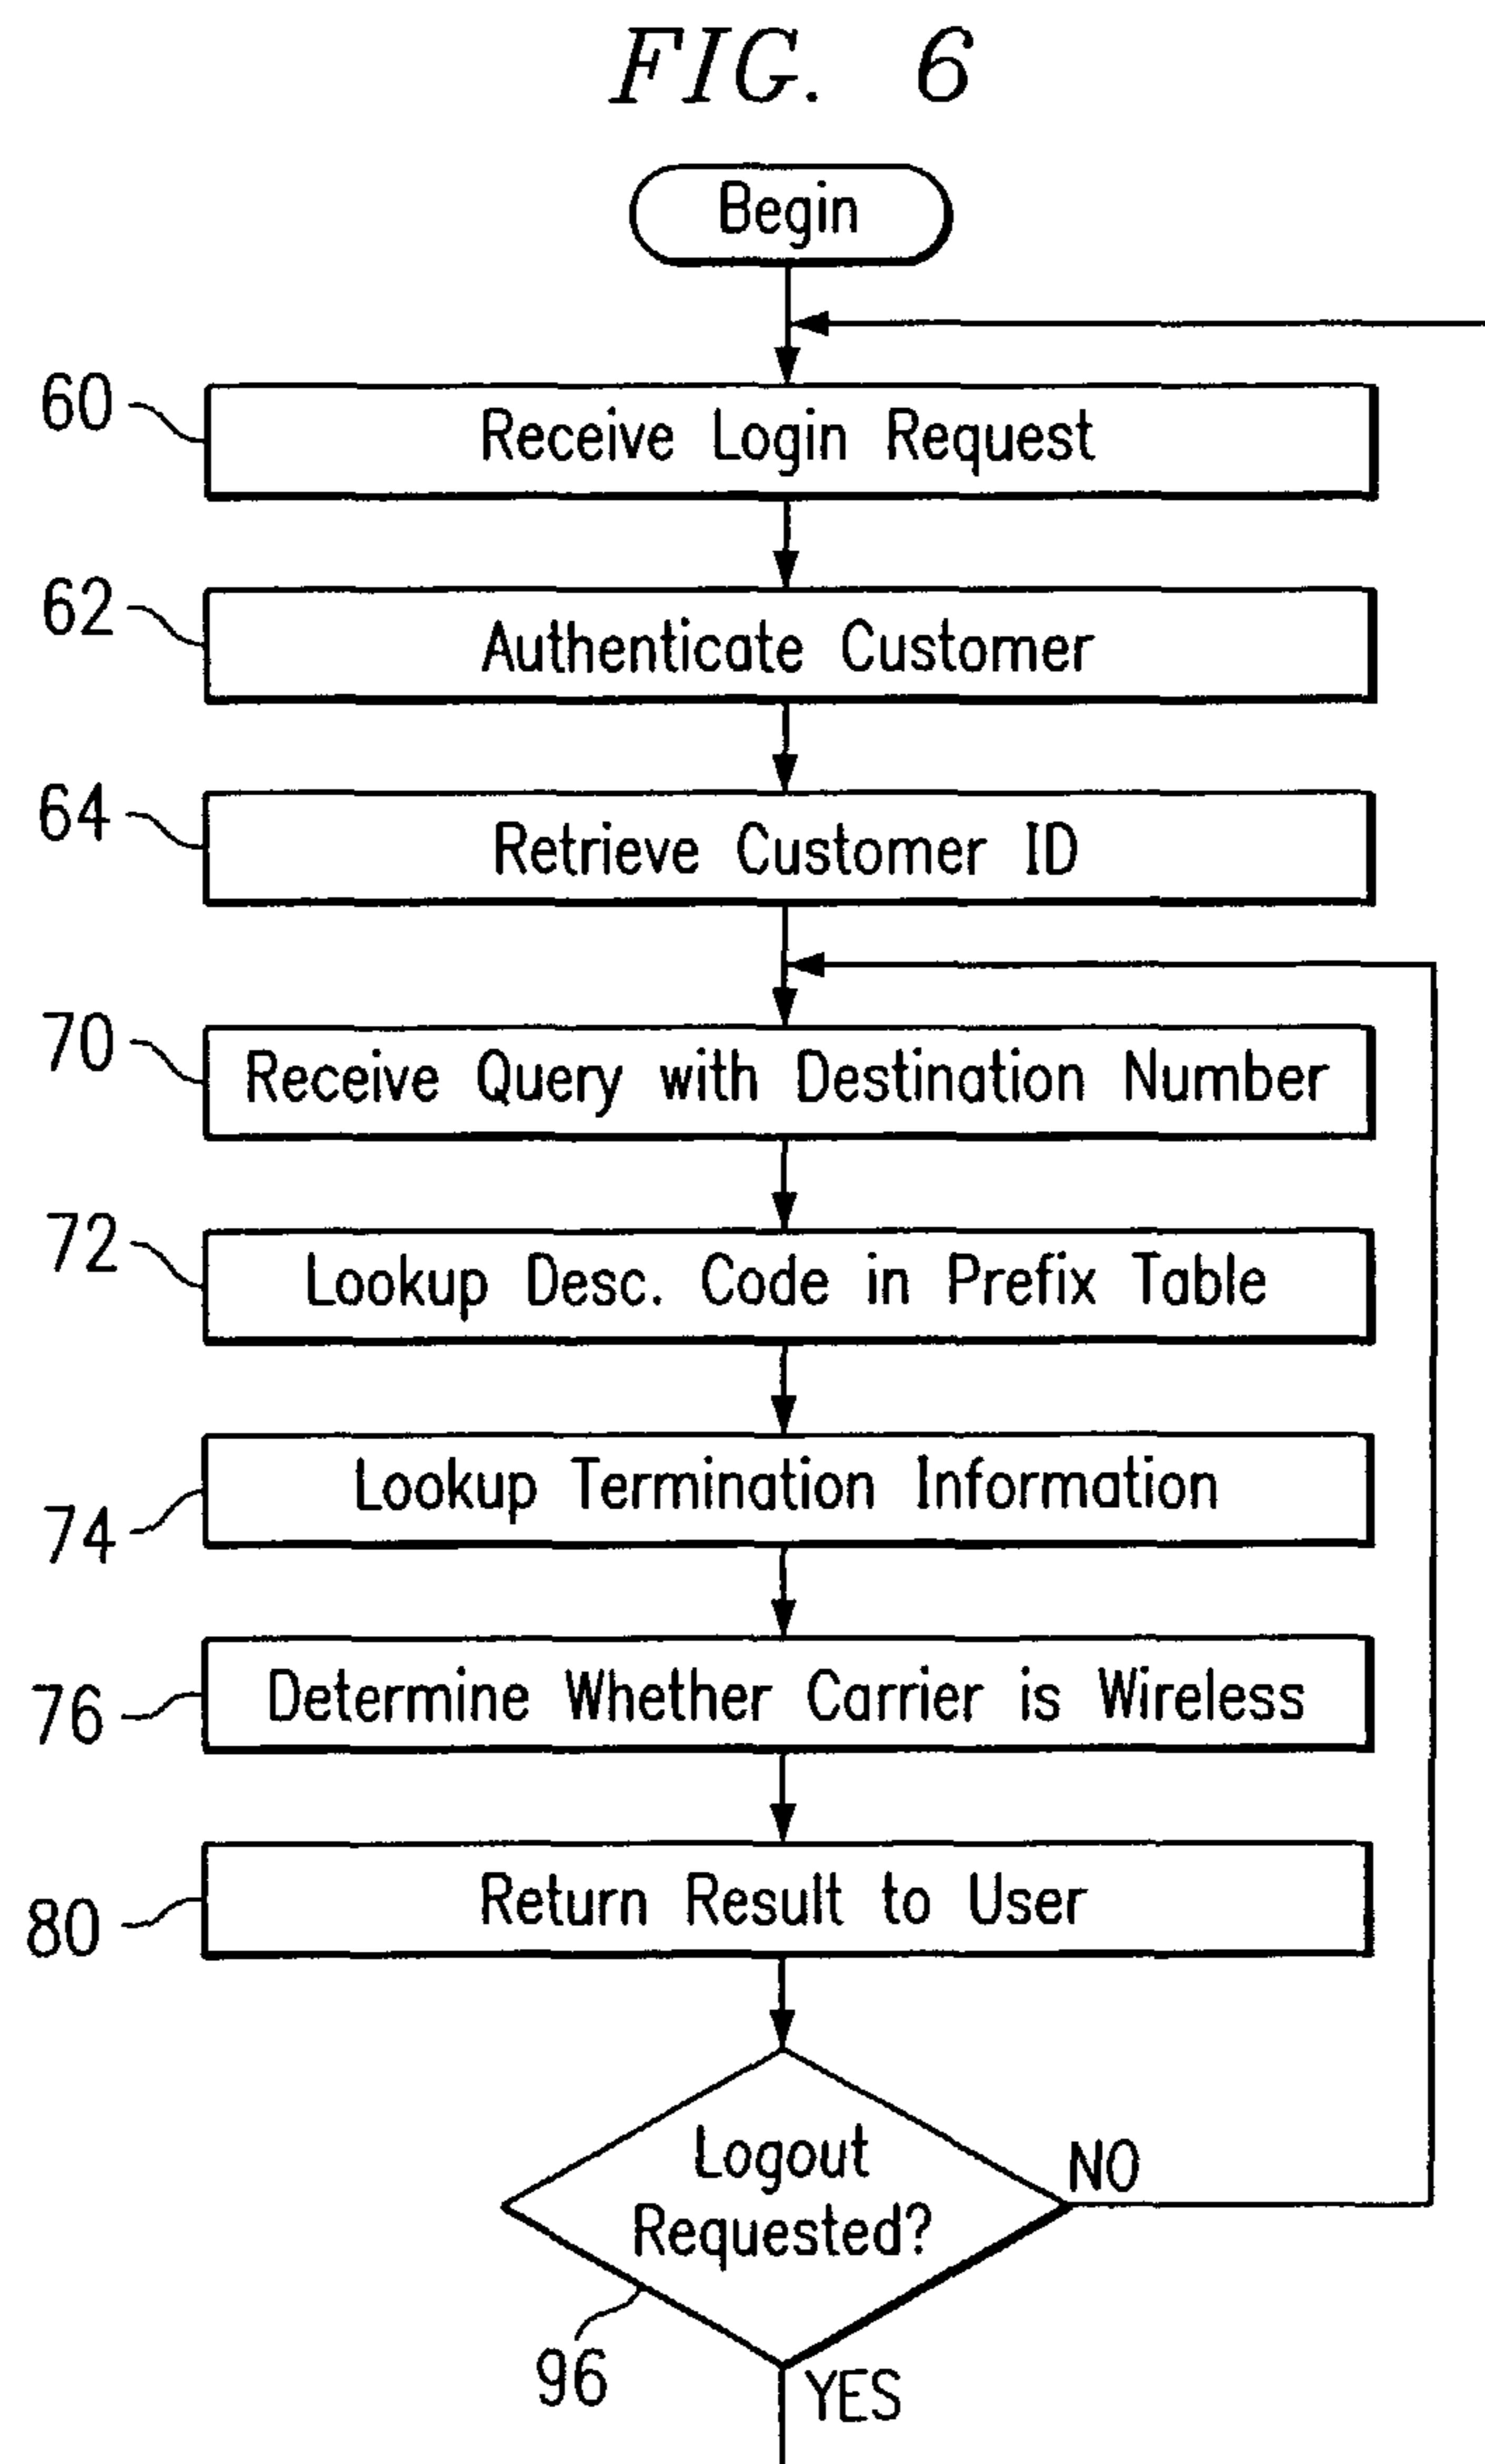 FIG. 6
Begin
60
Receive Login Request
62
Authenticate Customer
64
Retrieve Customer ID
70
Receive Query with Destination Number
72
Lookup Desc. Code in Prefix Table
74
Lookup Termination Information
76
Determine Whether Carrier is Wireless
80
Return Result to User
Logout
Requested?
NO
96
YES